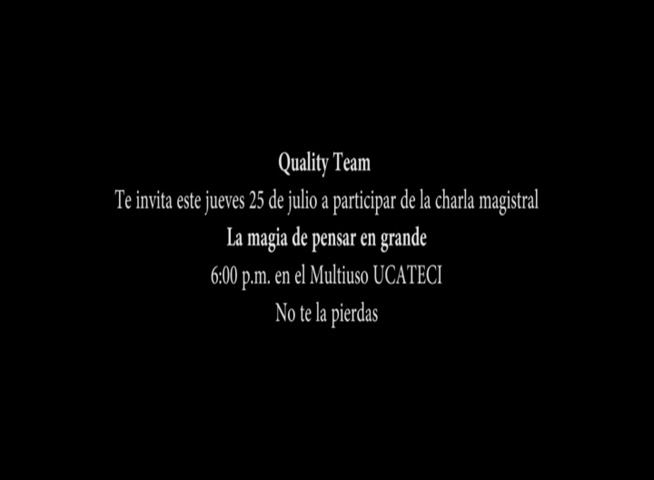 Quality Team
Te invita este jueves 25 de julio a participar de la charla magistral
La magia de pensar en grande
6:00 p.m. en el Multiuso UCATECI
No te la pierdas